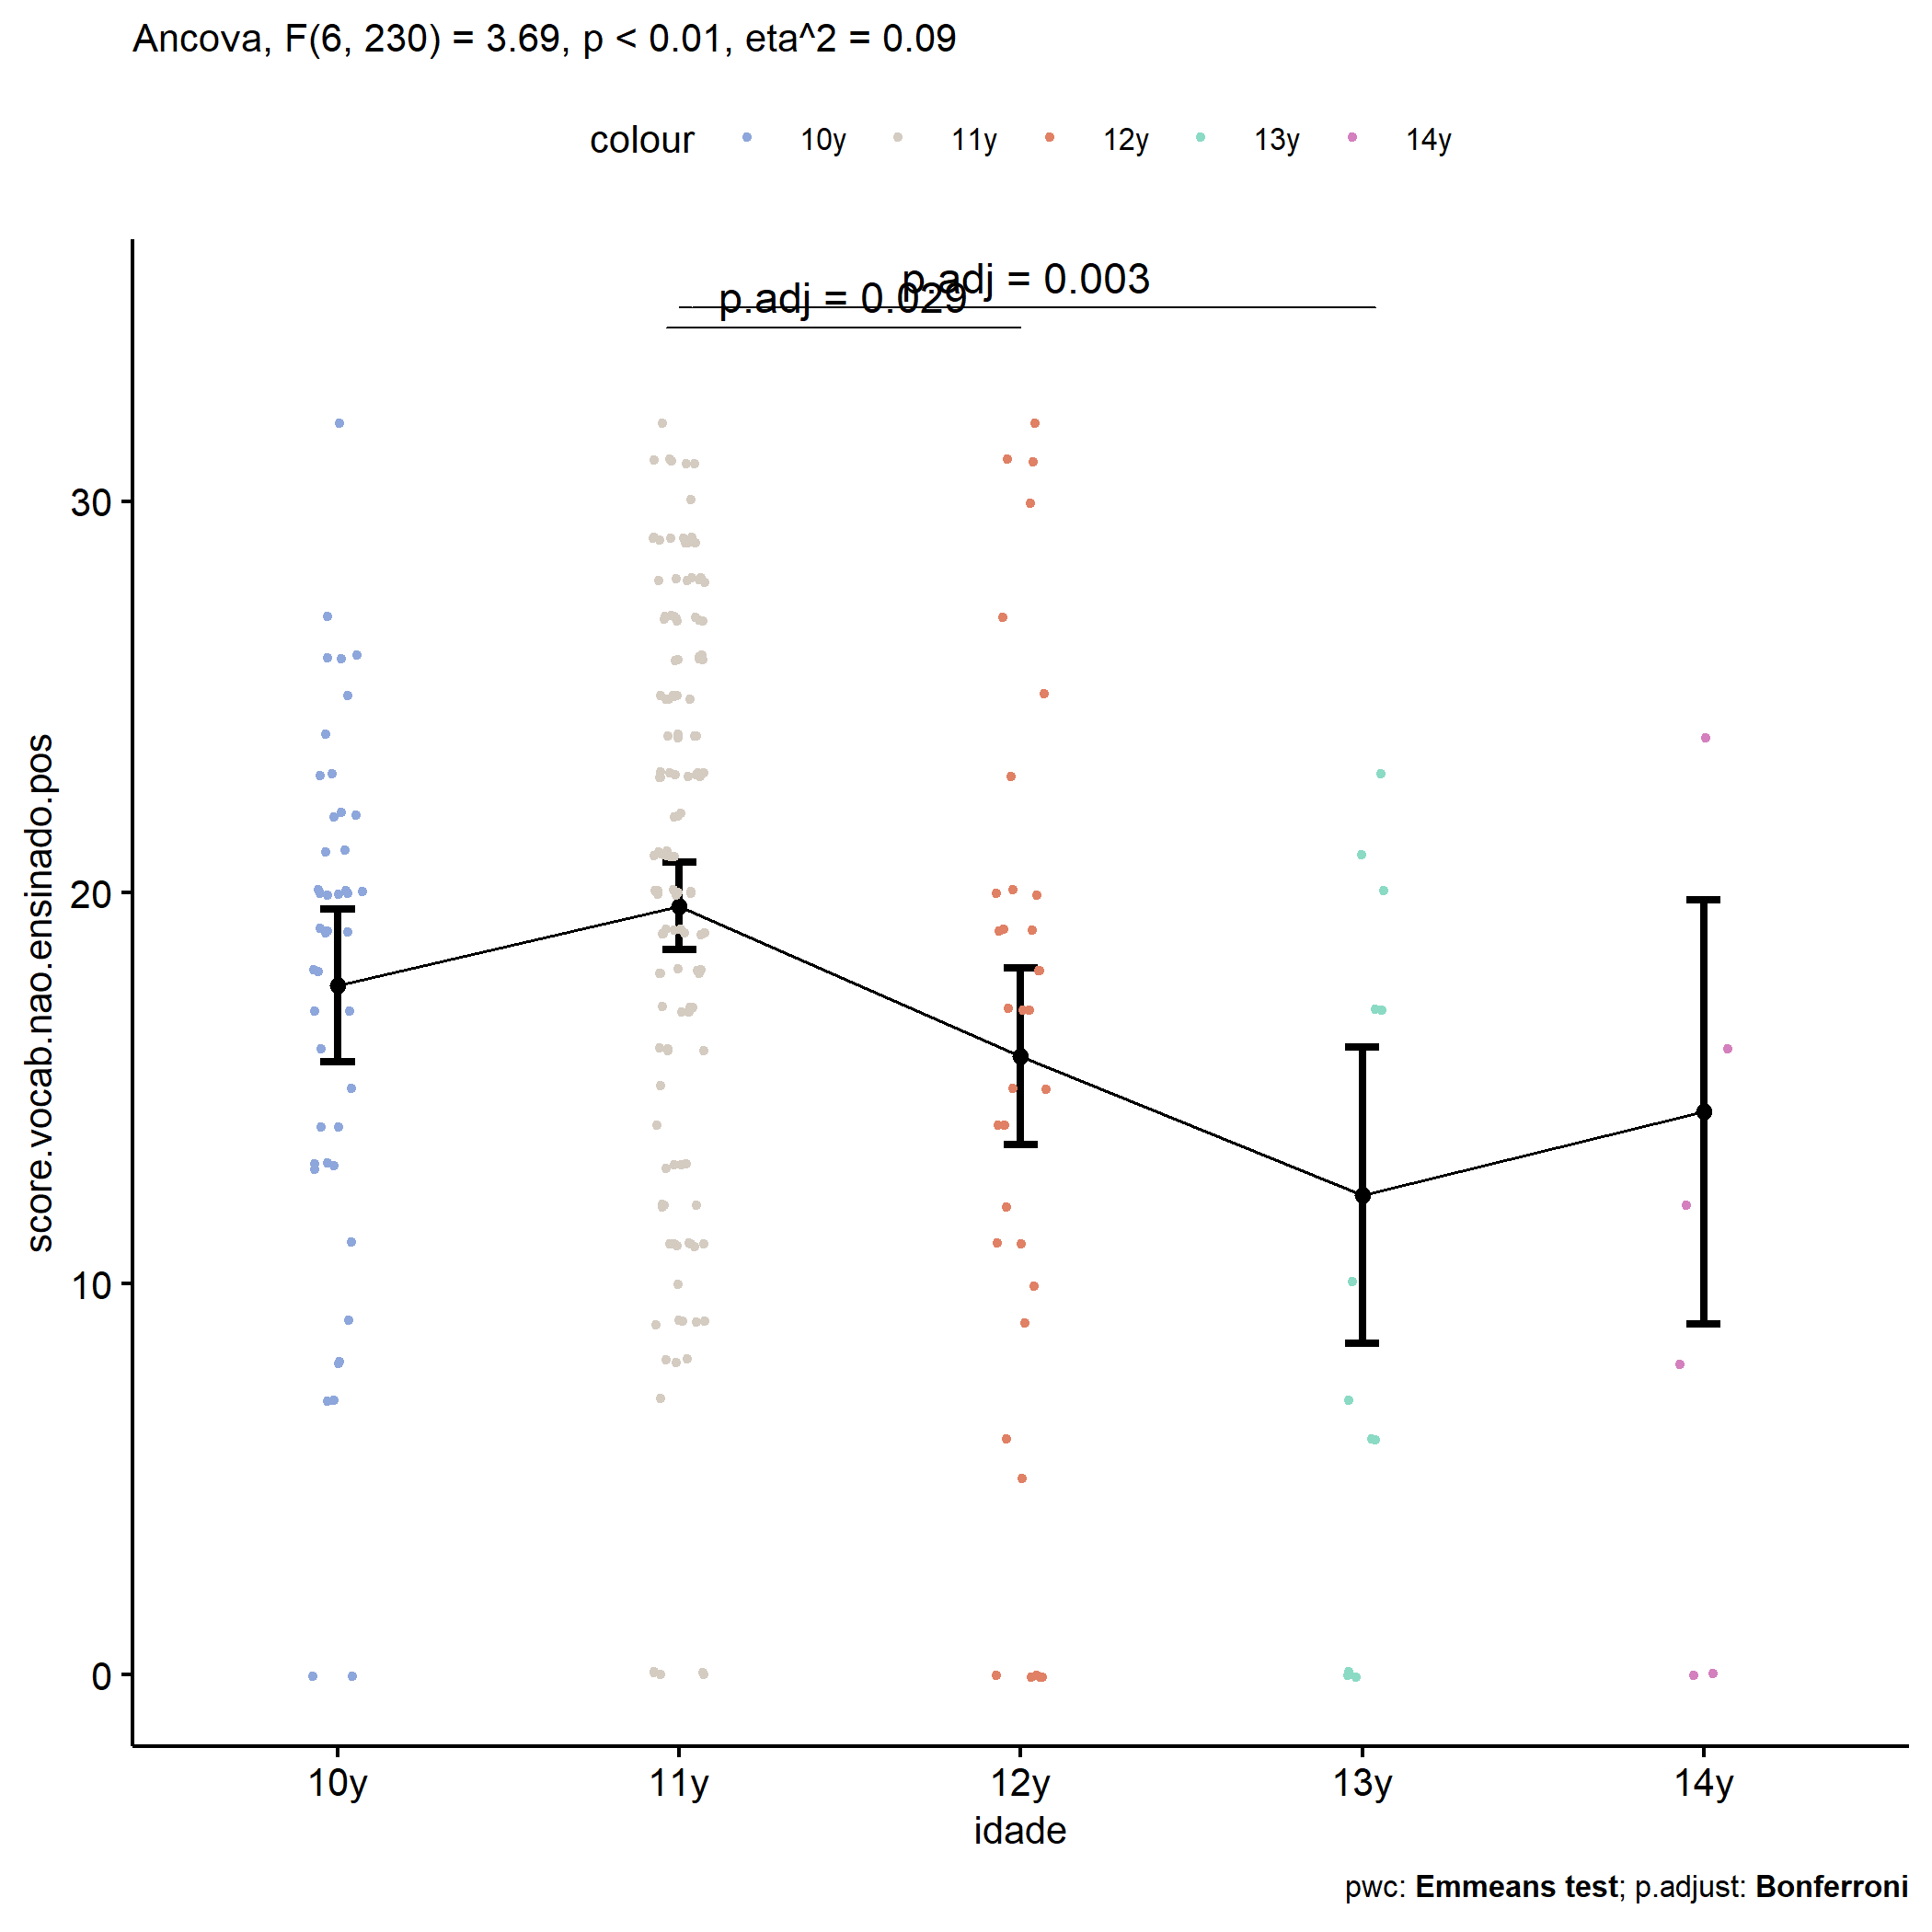 Ancova, F(6, 230) = 3.69, p < 0.01, eta^2 = 0.09
colour 10y 11y 12y 13y 14y
p.adj = 0.003
p.adj = 0.029
score.vocab.nao.ensinado.pos
30
20
10
0
10y 11y 12y 13y 14y
idade
pwc: Emmeans test; p.adjust: Bonferroni